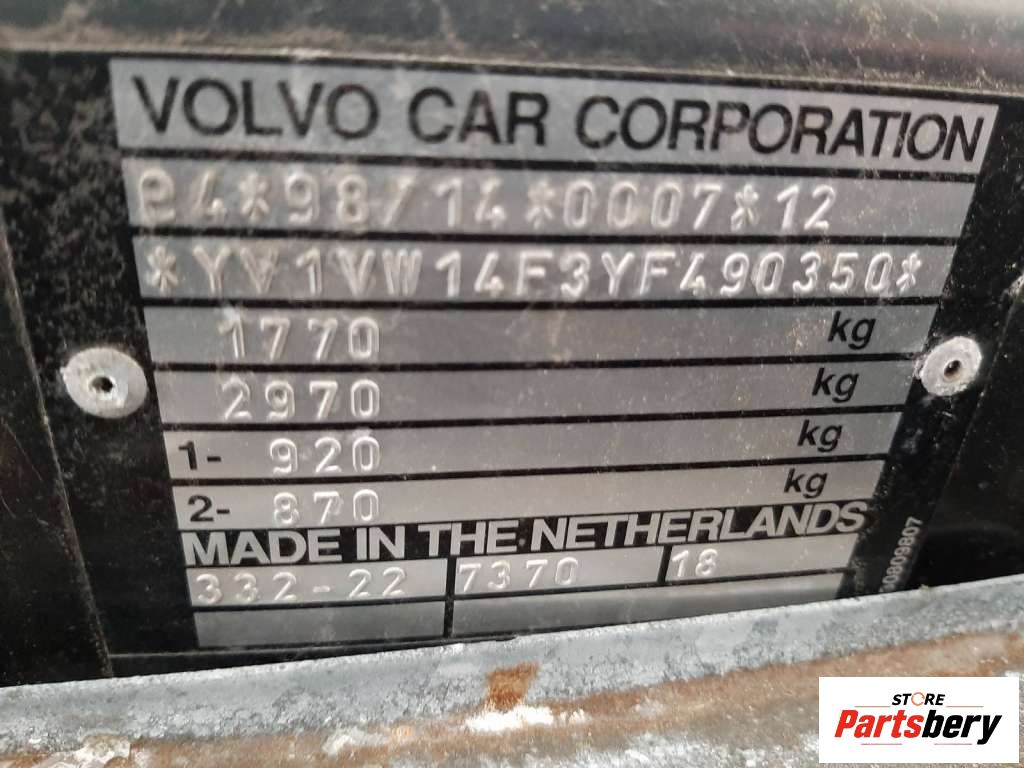 VOLVO CAR CORPORATION
e4*98/14*0007*12
*YV1VW14F3YF490350*
1770 kg
2970 kg
1- 920 kg
2- 870 kg
MADE IN THE NETHERLANDS
332-22 7370 18
30809807
STORE
Partsbery